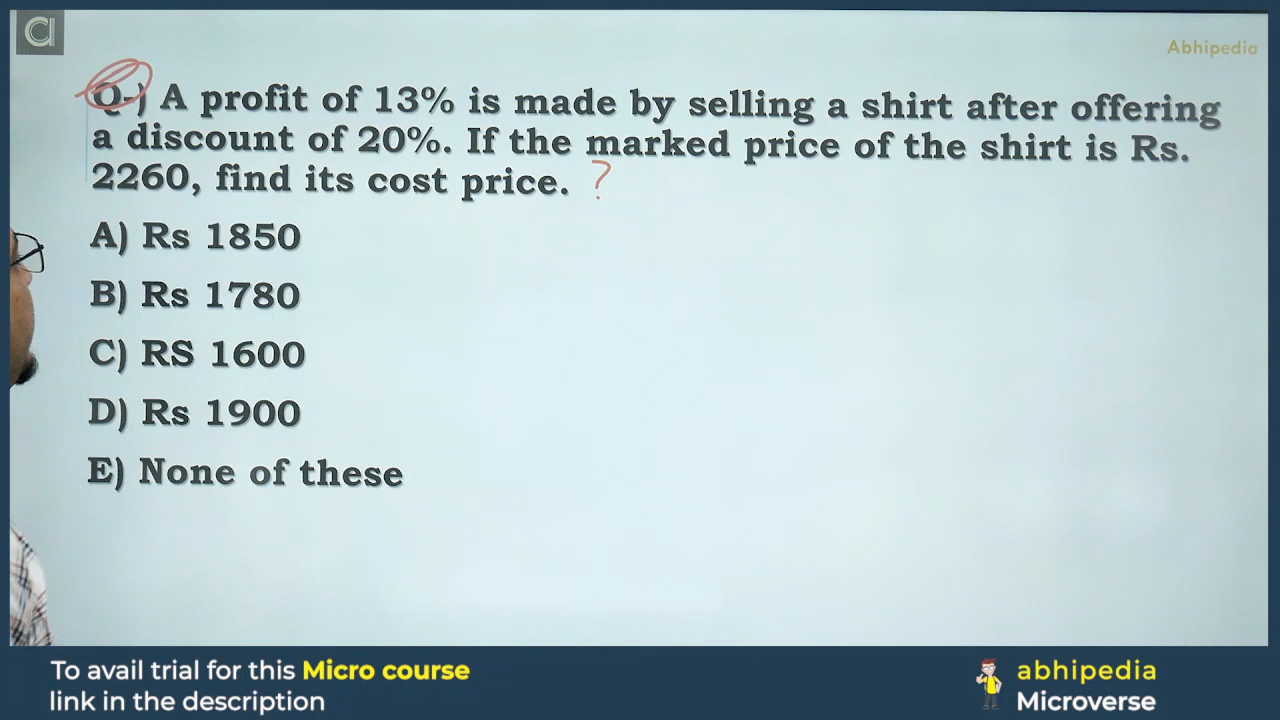 Abhipedia
Q-) A profit of 13% is made by selling a shirt after offering
a discount of 20%. If the marked price of the shirt is Rs.
2260, find its cost price. ?
A) Rs 1850
B) Rs 1780
C) RS 1600
D) Rs 1900
E) None of these
To avail trial for this Micro course
link in the description
abhipedia
Microverse